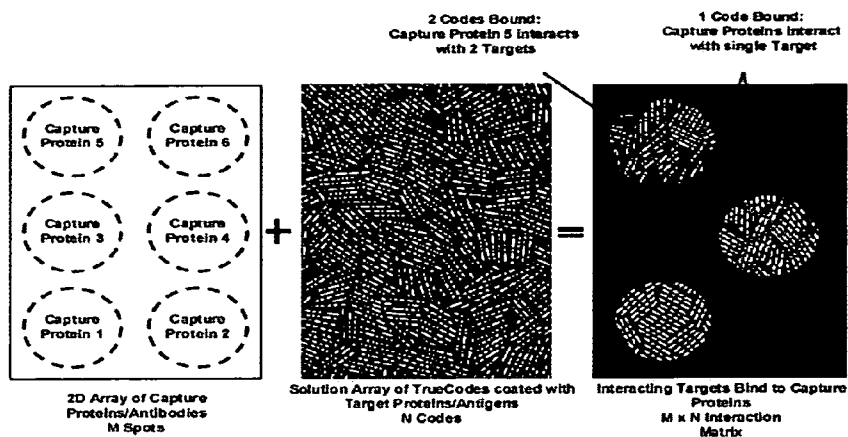 2 Codes Bound:
Capture Protein 5 Interacts
with 2 Targets
1 Code Bound:
Capture Proteins Interact
with single Target
Capture
Protein 5
Capture
Protein 6
Capture
Protein 3
Capture
Protein 4
Capture
Protein 1
Capture
Protein 2
+
=
2D Array of Capture
Proteins/Antibodies
M Spots
Solution Array of TrueCodes coated with
Target Proteins/Antigens
N Codes
Interacting Targets Bind to Capture
Proteins
M x N Interaction
Matrix